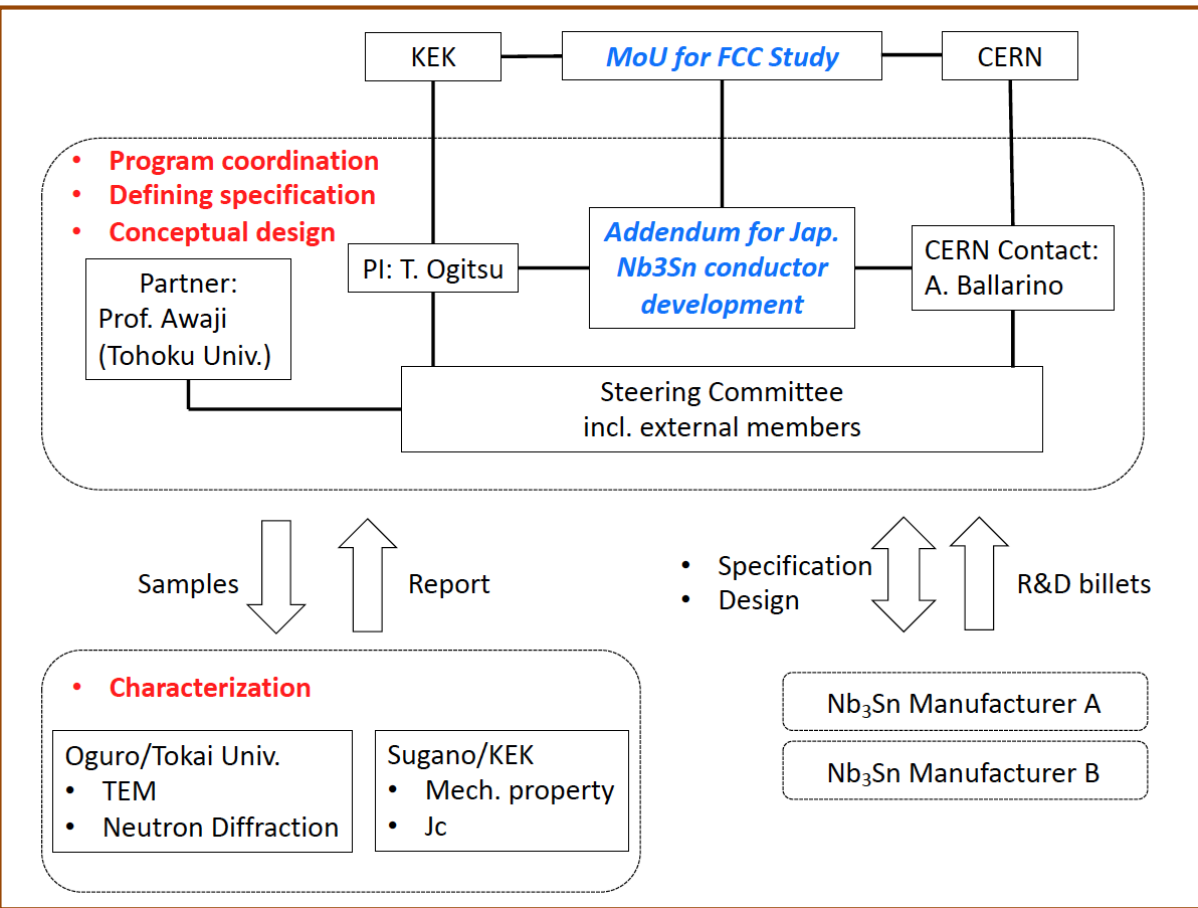 KEK
MoU for FCC Study
CERN
• Program coordination
• Defining specification
• Conceptual design
Partner:
Prof. Awaji
(Tohoku Univ.)
PI: T. Ogitsu
Addendum for Jap.
Nb3Sn conductor
development
CERN Contact:
A. Ballarino
Steering Committee
incl. external members
Samples
Report
• Specification
• Design
R&D billets
• Characterization
Oguro/Tokai Univ.
• TEM
• Neutron Diffraction
Sugano/KEK
• Mech. property
• Jc
Nb₃Sn Manufacturer A
Nb₃Sn Manufacturer B